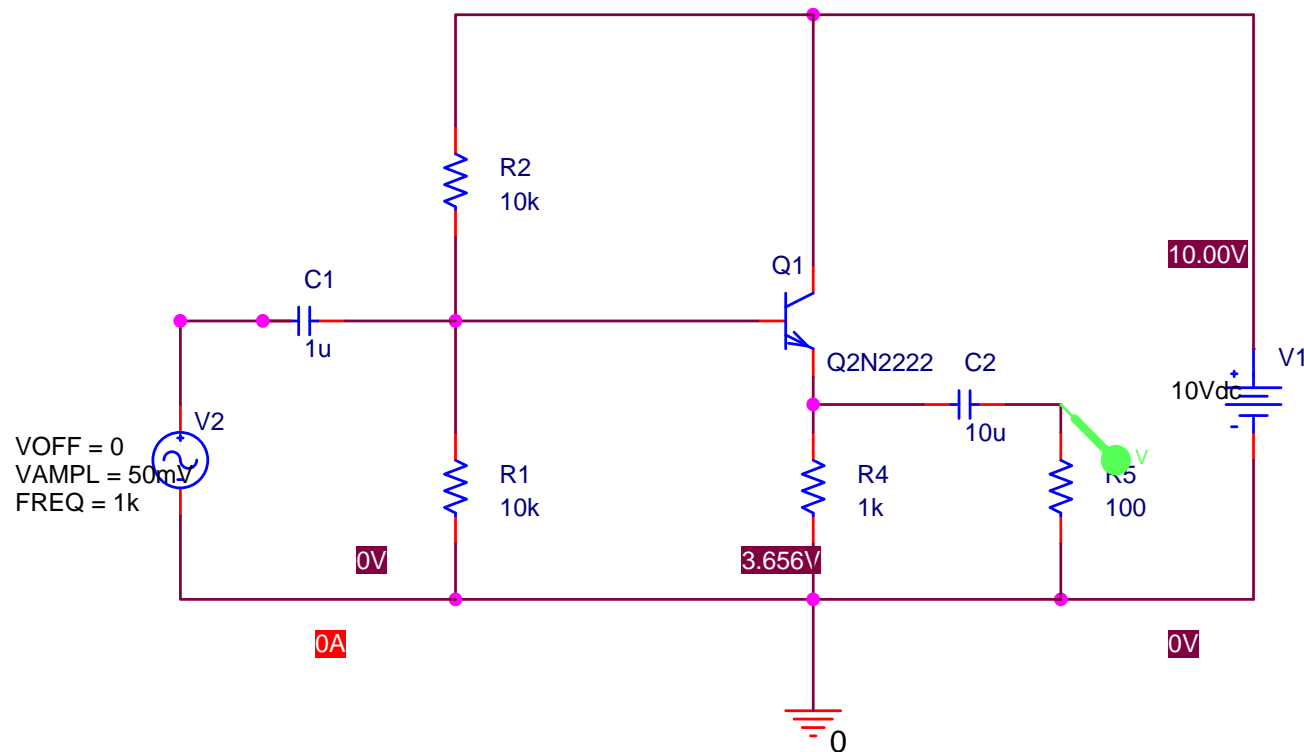 R2
10k
10.00V
Q1
C1
1u
Q2N2222
C2
10u
V1
10Vdc
V2
VOFF = 0
VAMPL = 50mV
FREQ = 1k
R1
10k
R4
1k
V
R5
100
0V
3.656V
0A
0V
0